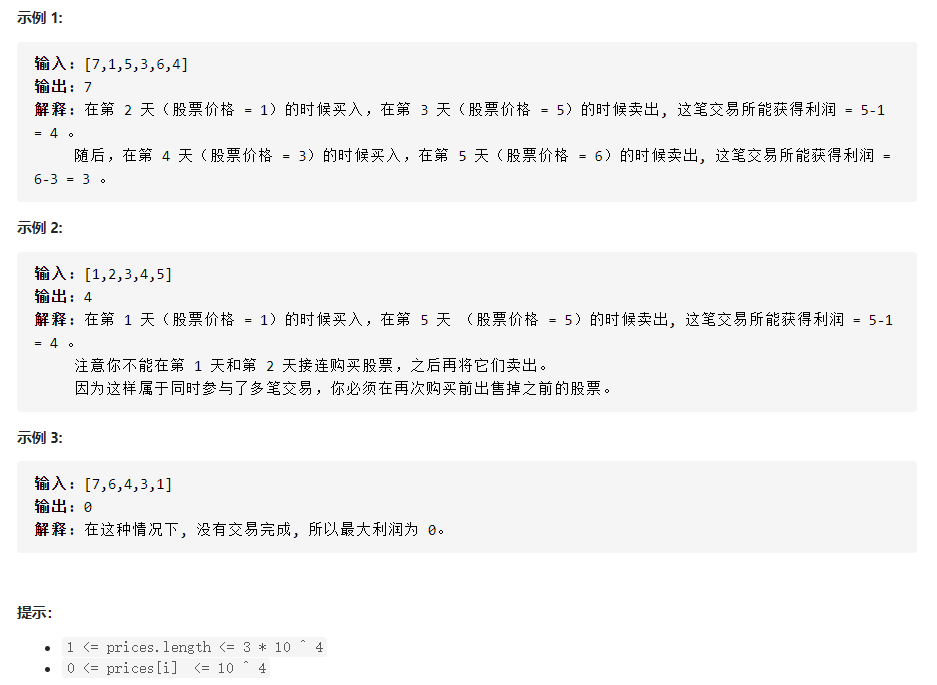 示例 1:
输入: [7,1,5,3,6,4]
输出: 7
解释: 在第 2 天（股票价格 = 1）的时候买入，在第 3 天（股票价格 = 5）的时候卖出, 这笔交易所能获得利润 = 5-1
= 4 。
随后，在第 4 天（股票价格 = 3）的时候买入，在第 5 天（股票价格 = 6）的时候卖出, 这笔交易所能获得利润 =
6-3 = 3 。
示例 2:
输入: [1,2,3,4,5]
输出: 4
解释: 在第 1 天（股票价格 = 1）的时候买入，在第 5 天 （股票价格 = 5）的时候卖出, 这笔交易所能获得利润 = 5-1
= 4 。
注意你不能在第 1 天和第 2 天接连购买股票，之后再将它们卖出。
因为这样属于同时参与了多笔交易，你必须在再次购买前出售掉之前的股票。
示例 3:
输入: [7,6,4,3,1]
输出: 0
解释: 在这种情况下, 没有交易完成, 所以最大利润为 0。
提示：
• 1 <= prices.length <= 3 * 10 ^ 4
• 0 <= prices[i] <= 10 ^ 4